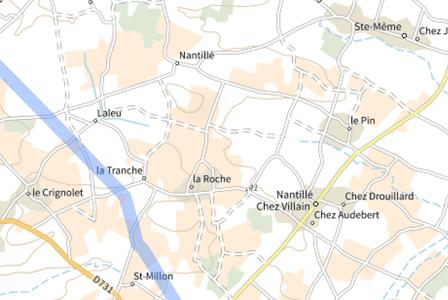 Ste-Même
Chez J
Nantillé
Laleu
le Pin
la Tranche
la Roche
le Crignolet
Nantillé
Chez Villain
Chez Drouillard
Chez Audebert
St-Millon
D731